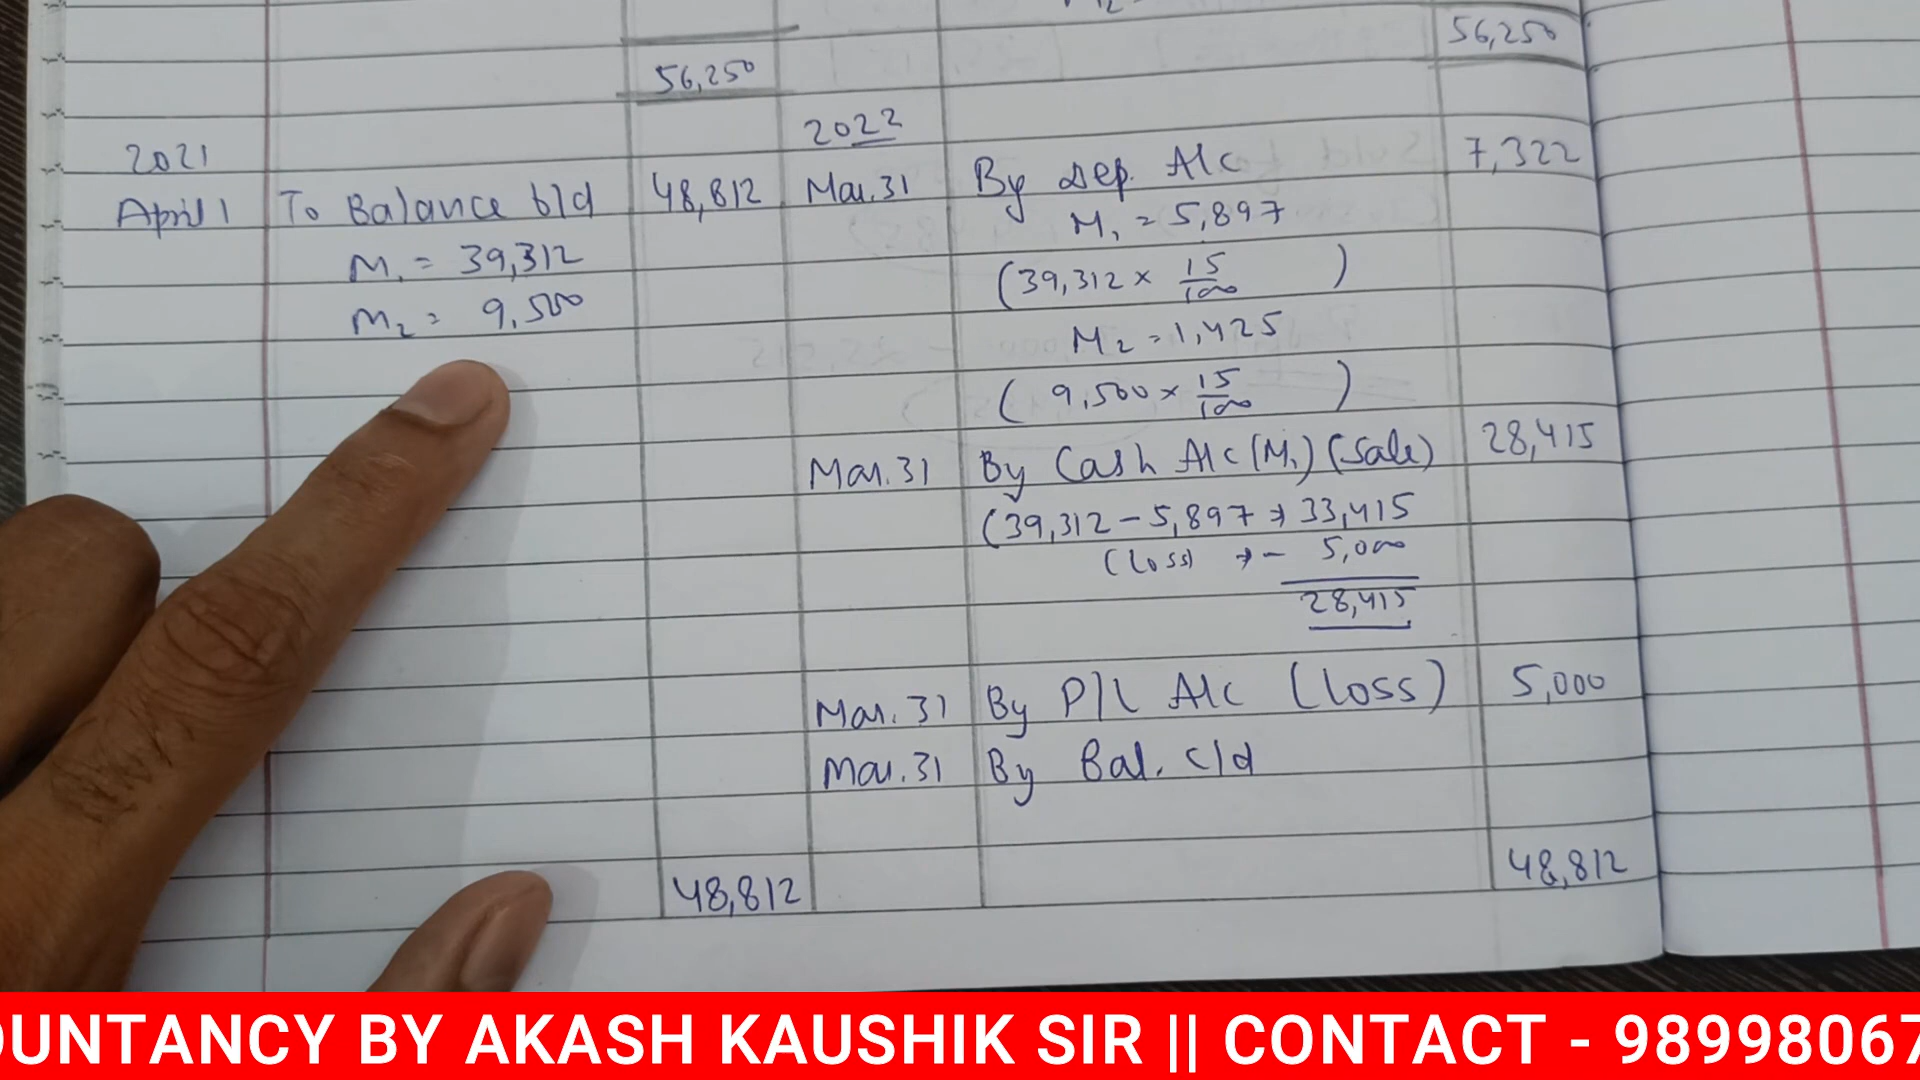 56,250
56,250
2021
2022
April 1 To Balance b/d 48,812 Mar.31 By Dep. A/c 7,322
M₁ = 39,312
M₁ = 5,897
(39,312 × 15/100)
M₂ = 9,500
M₂ = 1,425
(9,500 × 15/100)
Mar.31 By Cash A/c (M₁) (Sale) 28,415
(39,312 – 5,897 → 33,415
(loss) → – 5,000
28,415
Mar. 31 By P/L A/c (loss) 5,000
Mar.31 By Bal. c/d
48,812 48,812
OUNTANCY BY AKASH KAUSHIK SIR || CONTACT - 98998067